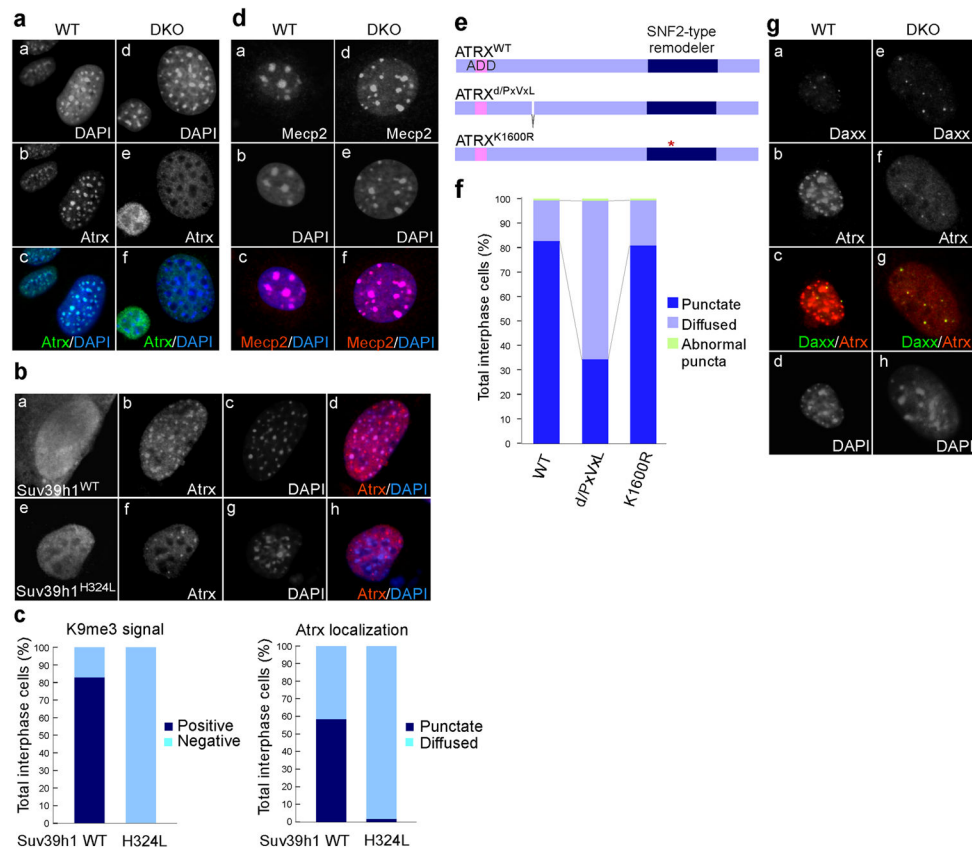 a
WT DKO
a d
DAPI DAPI
b e
Atrx Atrx
c f
Atrx/DAPI Atrx/DAPI
d
WT DKO
a d
Mecp2 Mecp2
b e
DAPI DAPI
c f
Mecp2/DAPI Mecp2/DAPI
b
a b c d
Suv39h1WT Atrx DAPI Atrx/DAPI
e f g h
Suv39h1H324L Atrx DAPI Atrx/DAPI
c
K9me3 signal
Total interphase cells (%)
100
90
80
70
60
50
40
30
20
10
0
Positive
Negative
Suv39h1 WT H324L
Atrx localization
Total interphase cells (%)
100
90
80
70
60
50
40
30
20
10
0
Punctate
Diffused
Suv39h1 WT H324L
e
SNF2-type
remodeler
ATRXWT
ADD
ATRXd/PxVxL
ATRXK1600R
*
f
Total interphase cells (%)
100
90
80
70
60
50
40
30
20
10
0
Punctate
Diffused
Abnormal
puncta
WT
d/PxVxL
K1600R
g
WT DKO
a e
Daxx Daxx
b f
Atrx Atrx
c g
Daxx/Atrx Daxx/Atrx
d h
DAPI DAPI